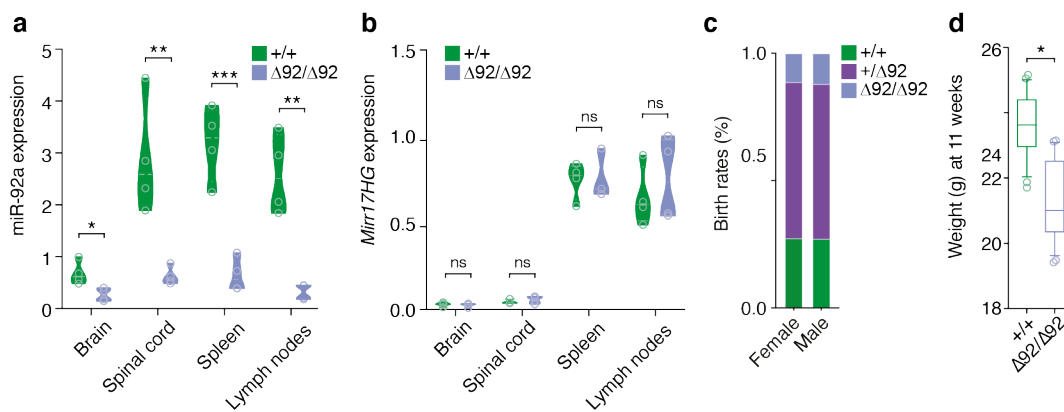 a
miR-92a expression
5
4
3
2
1
0
+/+
Δ92/Δ92
*
**
***
**
Brain
Spinal cord
Spleen
Lymph nodes
b
Mirr17HG expression
1.5
1.0
0.5
0.0
+/+
Δ92/Δ92
ns
ns
ns
ns
Brain
Spinal cord
Spleen
Lymph nodes
c
Birth rates (%)
1.0
0.5
0.0
+/+
+/Δ92
Δ92/Δ92
Female
Male
d
Weight (g) at 11 weeks
26
24
22
20
18
*
+/+
Δ92/Δ92